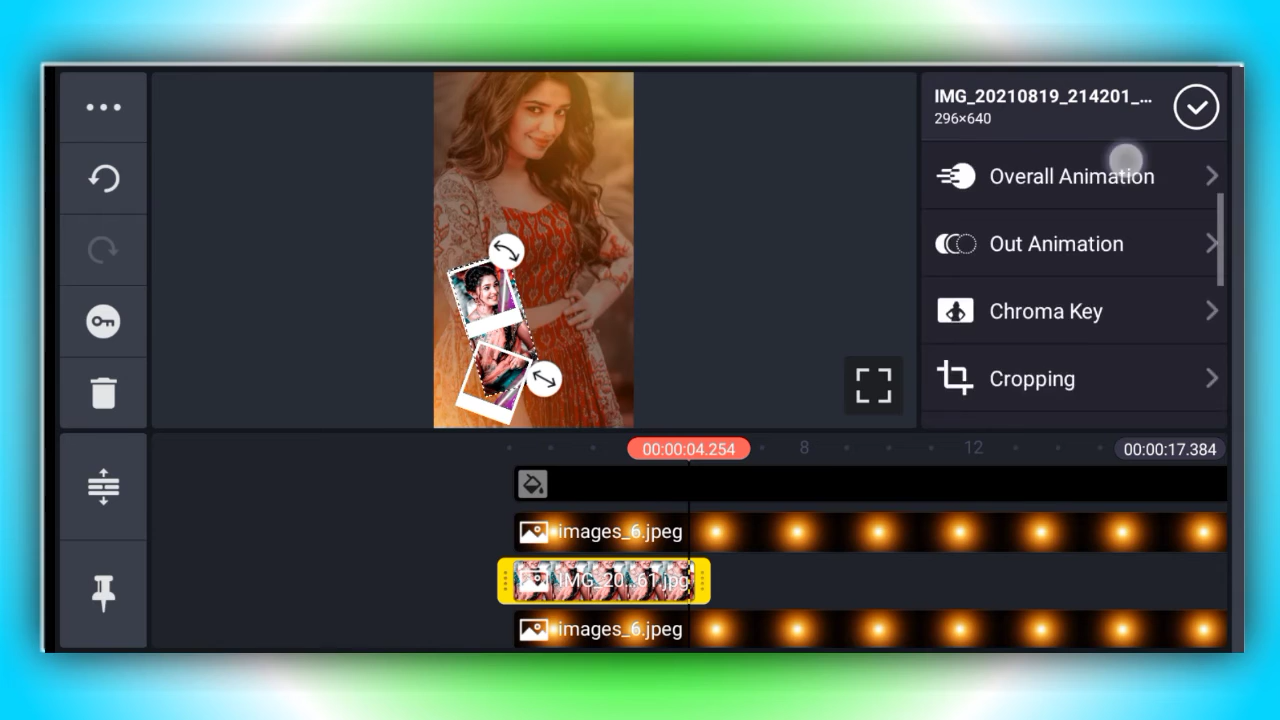 IMG_20210819_214201_...
296×640
Overall Animation
Out Animation
Chroma Key
Cropping
00:00:04.254
8
12
00:00:17.384
images_6.jpeg
IMG_20...61.jpg
images_6.jpeg